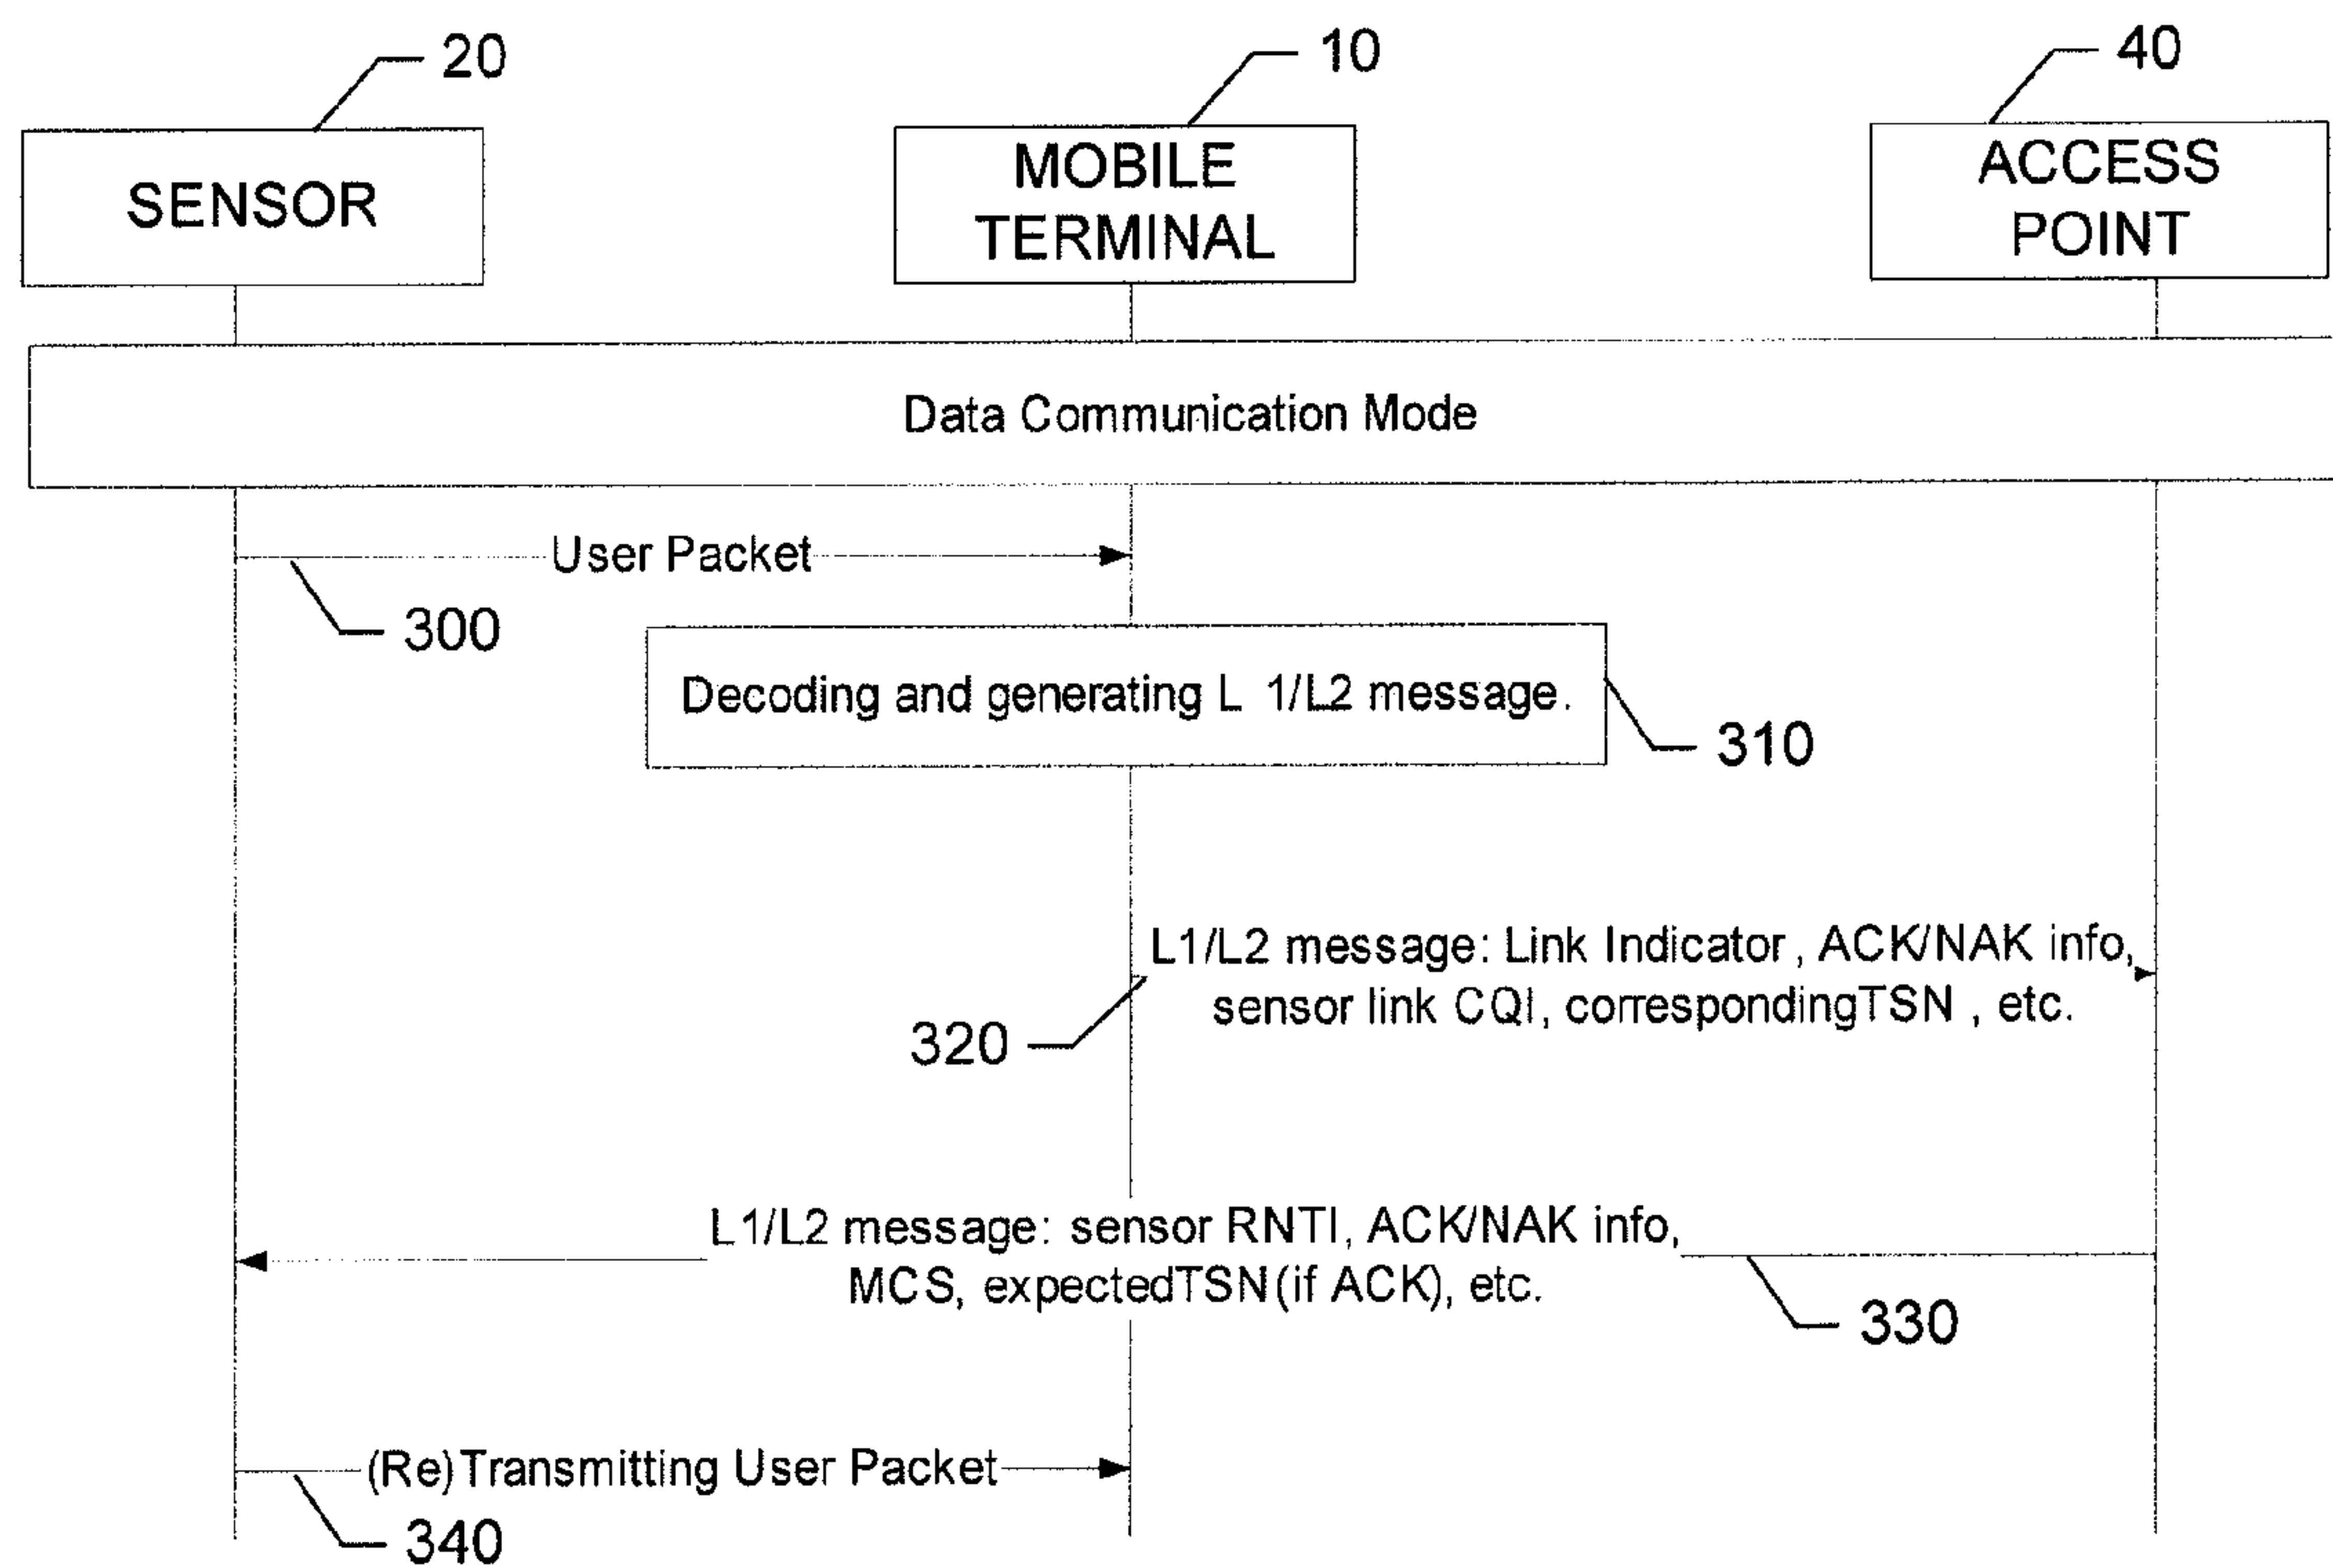 20
10
40
SENSOR
MOBILE
TERMINAL
ACCESS
POINT
Data Communication Mode
User Packet
300
Decoding and generating L 1/L2 message.
310
L1/L2 message: Link Indicator, ACK/NAK info,
sensor link CQI, correspondingTSN , etc.
320
L1/L2 message: sensor RNTI, ACK/NAK info,
MCS, expectedTSN(if ACK), etc.
330
(Re)Transmitting User Packet
340